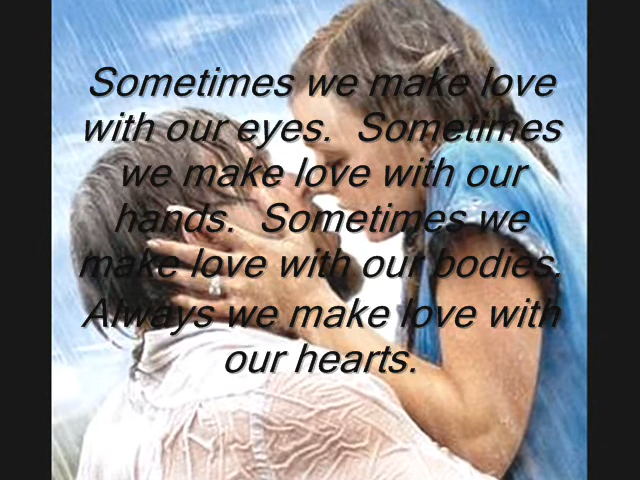 Sometimes we make love
with our eyes.  Sometimes
we make love with our
hands.  Sometimes we
make love with our bodies.
Always we make love with
our hearts.